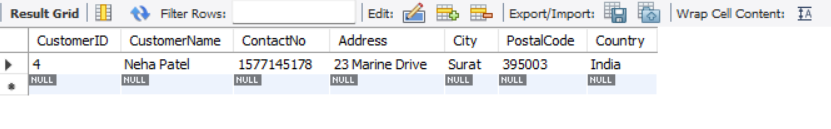 Result Grid Filter Rows: Edit: Export/Import: Wrap Cell Content: IA
CustomerID CustomerName ContactNo Address City PostalCode Country
4 Neha Patel 1577145178 23 Marine Drive Surat 395003 India
NULL NULL NULL NULL NULL NULL NULL